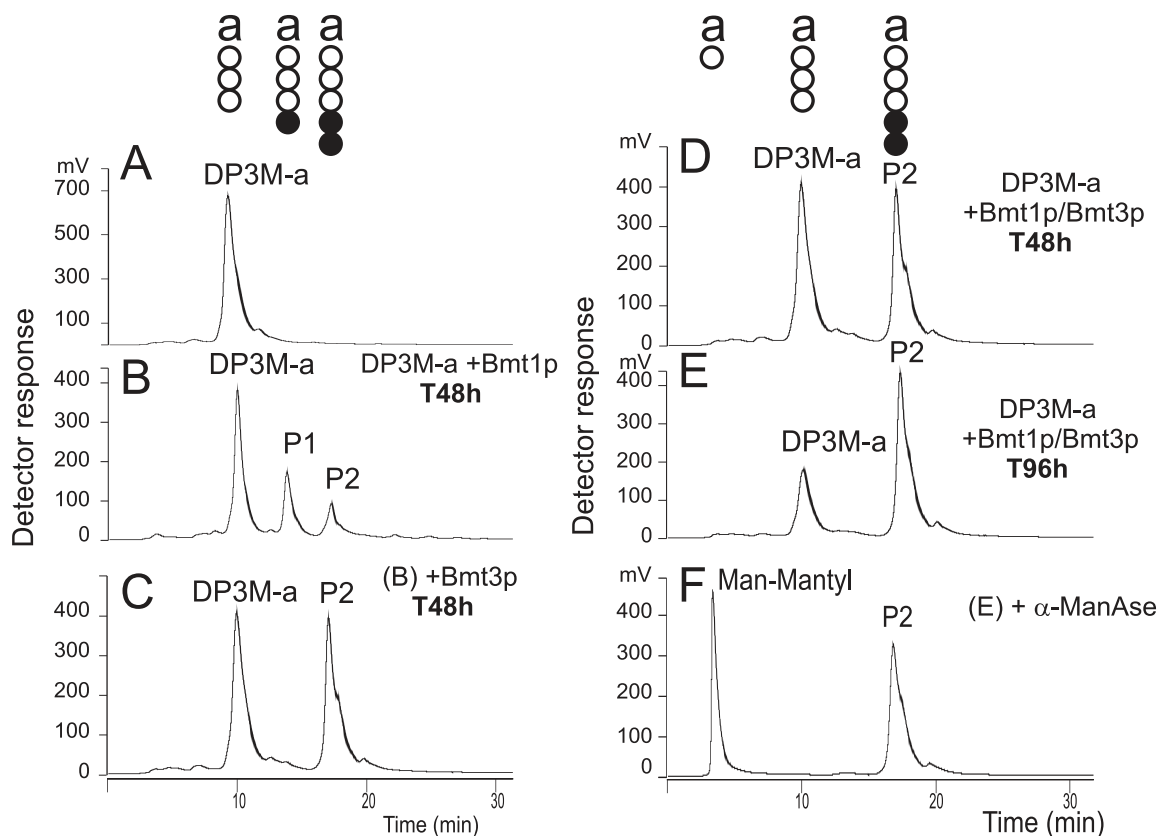 a a a
a a a
A
mV
DP3M-a
700
500
300
100
B
DP3M-a
DP3M-a +Bmt1p
T48h
P1
P2
400
300
200
100
0
C
DP3M-a
P2
(B) +Bmt3p
T48h
400
300
200
100
0
Detector response
10 20 30
Time (min)
D
mV
DP3M-a
P2
DP3M-a
+Bmt1p/Bmt3p
T48h
400
300
200
100
0
E
mV
P2
DP3M-a
DP3M-a
+Bmt1p/Bmt3p
T96h
400
300
200
100
0
F
mV
Man-Mantyl
P2
(E) + α-ManAse
400
300
200
100
0
Detector response
10 20 30
Time (min)